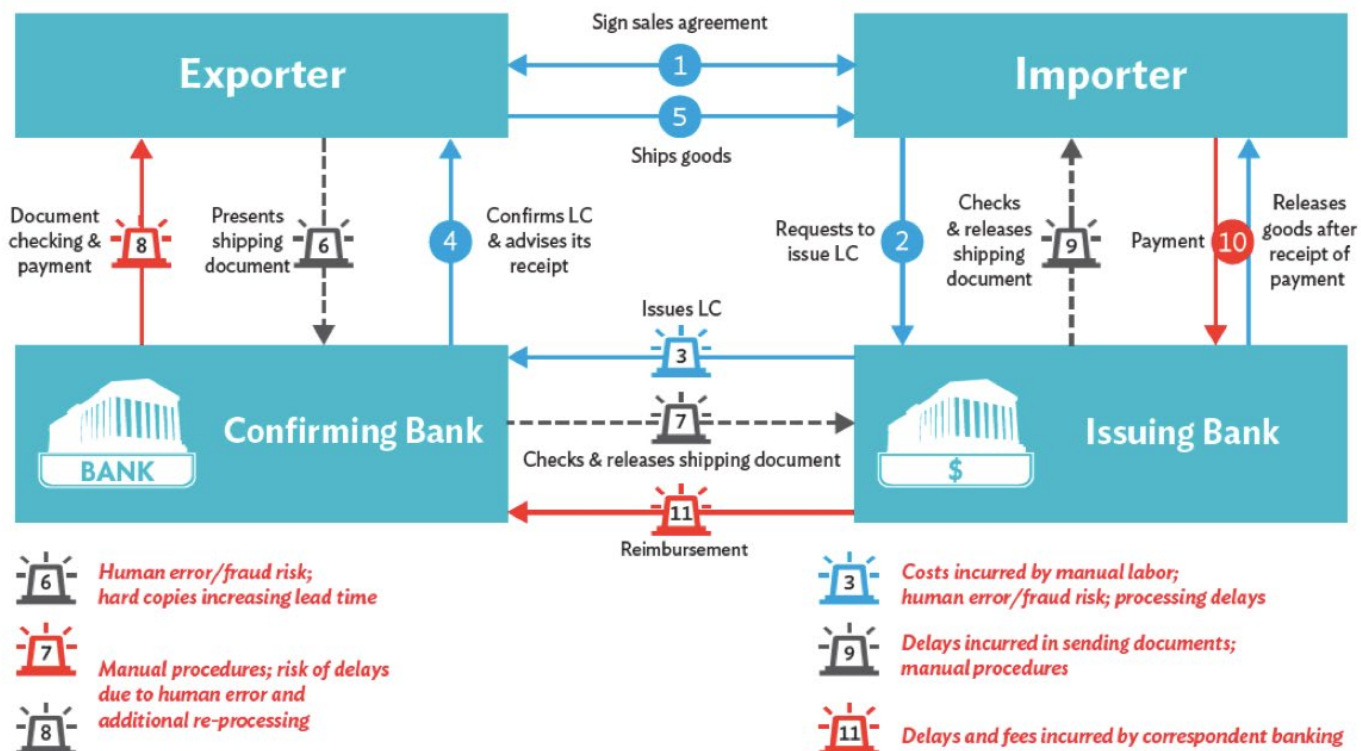 Sign sales agreement
Exporter
1
Importer
5
Ships goods
Document
checking &
payment
8
Presents
shipping
document
6
4
Confirms LC
& advises its
receipt
Requests to
issue LC
2
Checks
& releases
shipping
document
9
Payment
10
Releases
goods after
receipt of
payment
Issues LC
3
BANK
Confirming Bank
7
Checks & releases shipping document
$
Issuing Bank
11
Reimbursement
6
Human error/fraud risk;
hard copies increasing lead time
7
8
Manual procedures; risk of delays
due to human error and
additional re-processing
3
Costs incurred by manual labor;
human error/fraud risk; processing delays
9
Delays incurred in sending documents;
manual procedures
11
Delays and fees incurred by correspondent banking